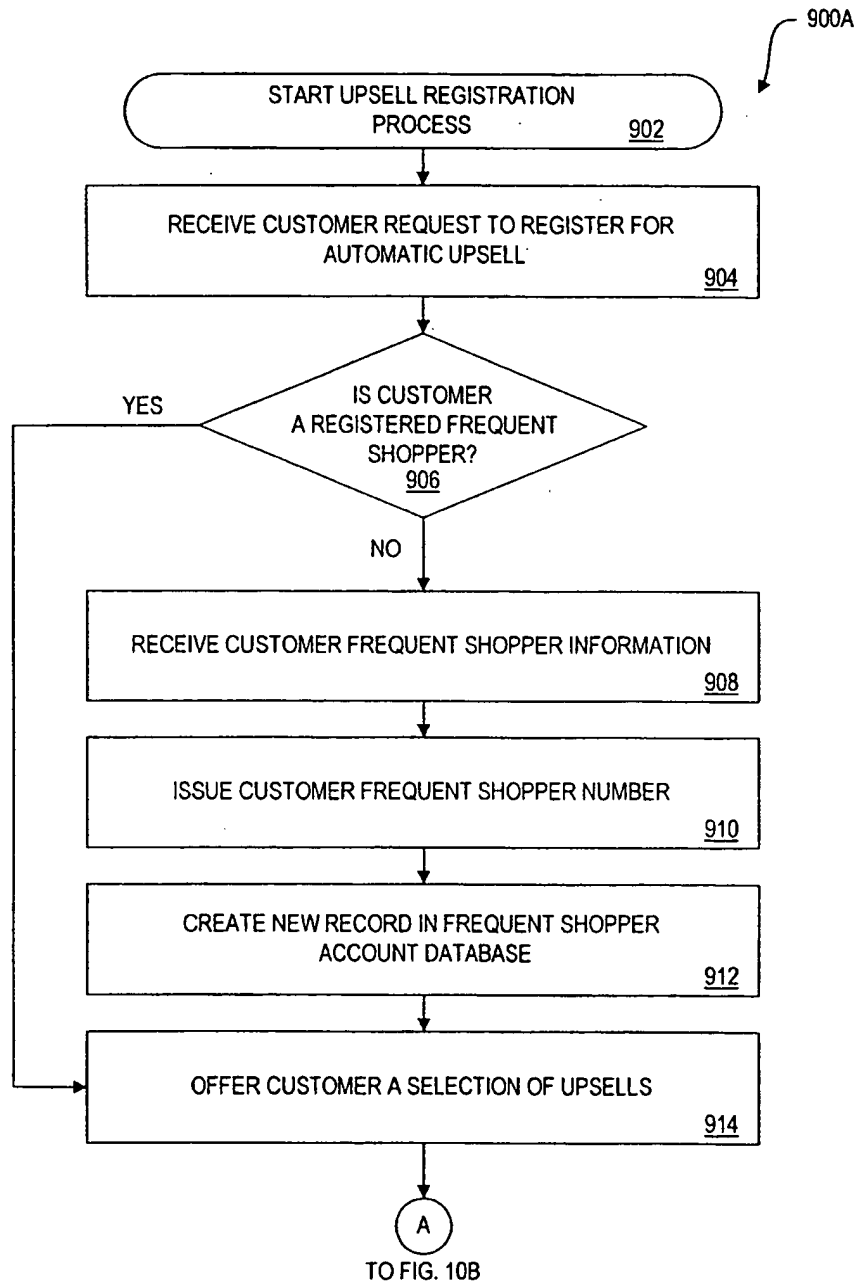 900A
START UPSELL REGISTRATION
PROCESS
902
RECEIVE CUSTOMER REQUEST TO REGISTER FOR
AUTOMATIC UPSELL
904
IS CUSTOMER
A REGISTERED FREQUENT
SHOPPER?
906
YES
NO
RECEIVE CUSTOMER FREQUENT SHOPPER INFORMATION
908
ISSUE CUSTOMER FREQUENT SHOPPER NUMBER
910
CREATE NEW RECORD IN FREQUENT SHOPPER
ACCOUNT DATABASE
912
OFFER CUSTOMER A SELECTION OF UPSELLS
914
A
TO FIG. 10B